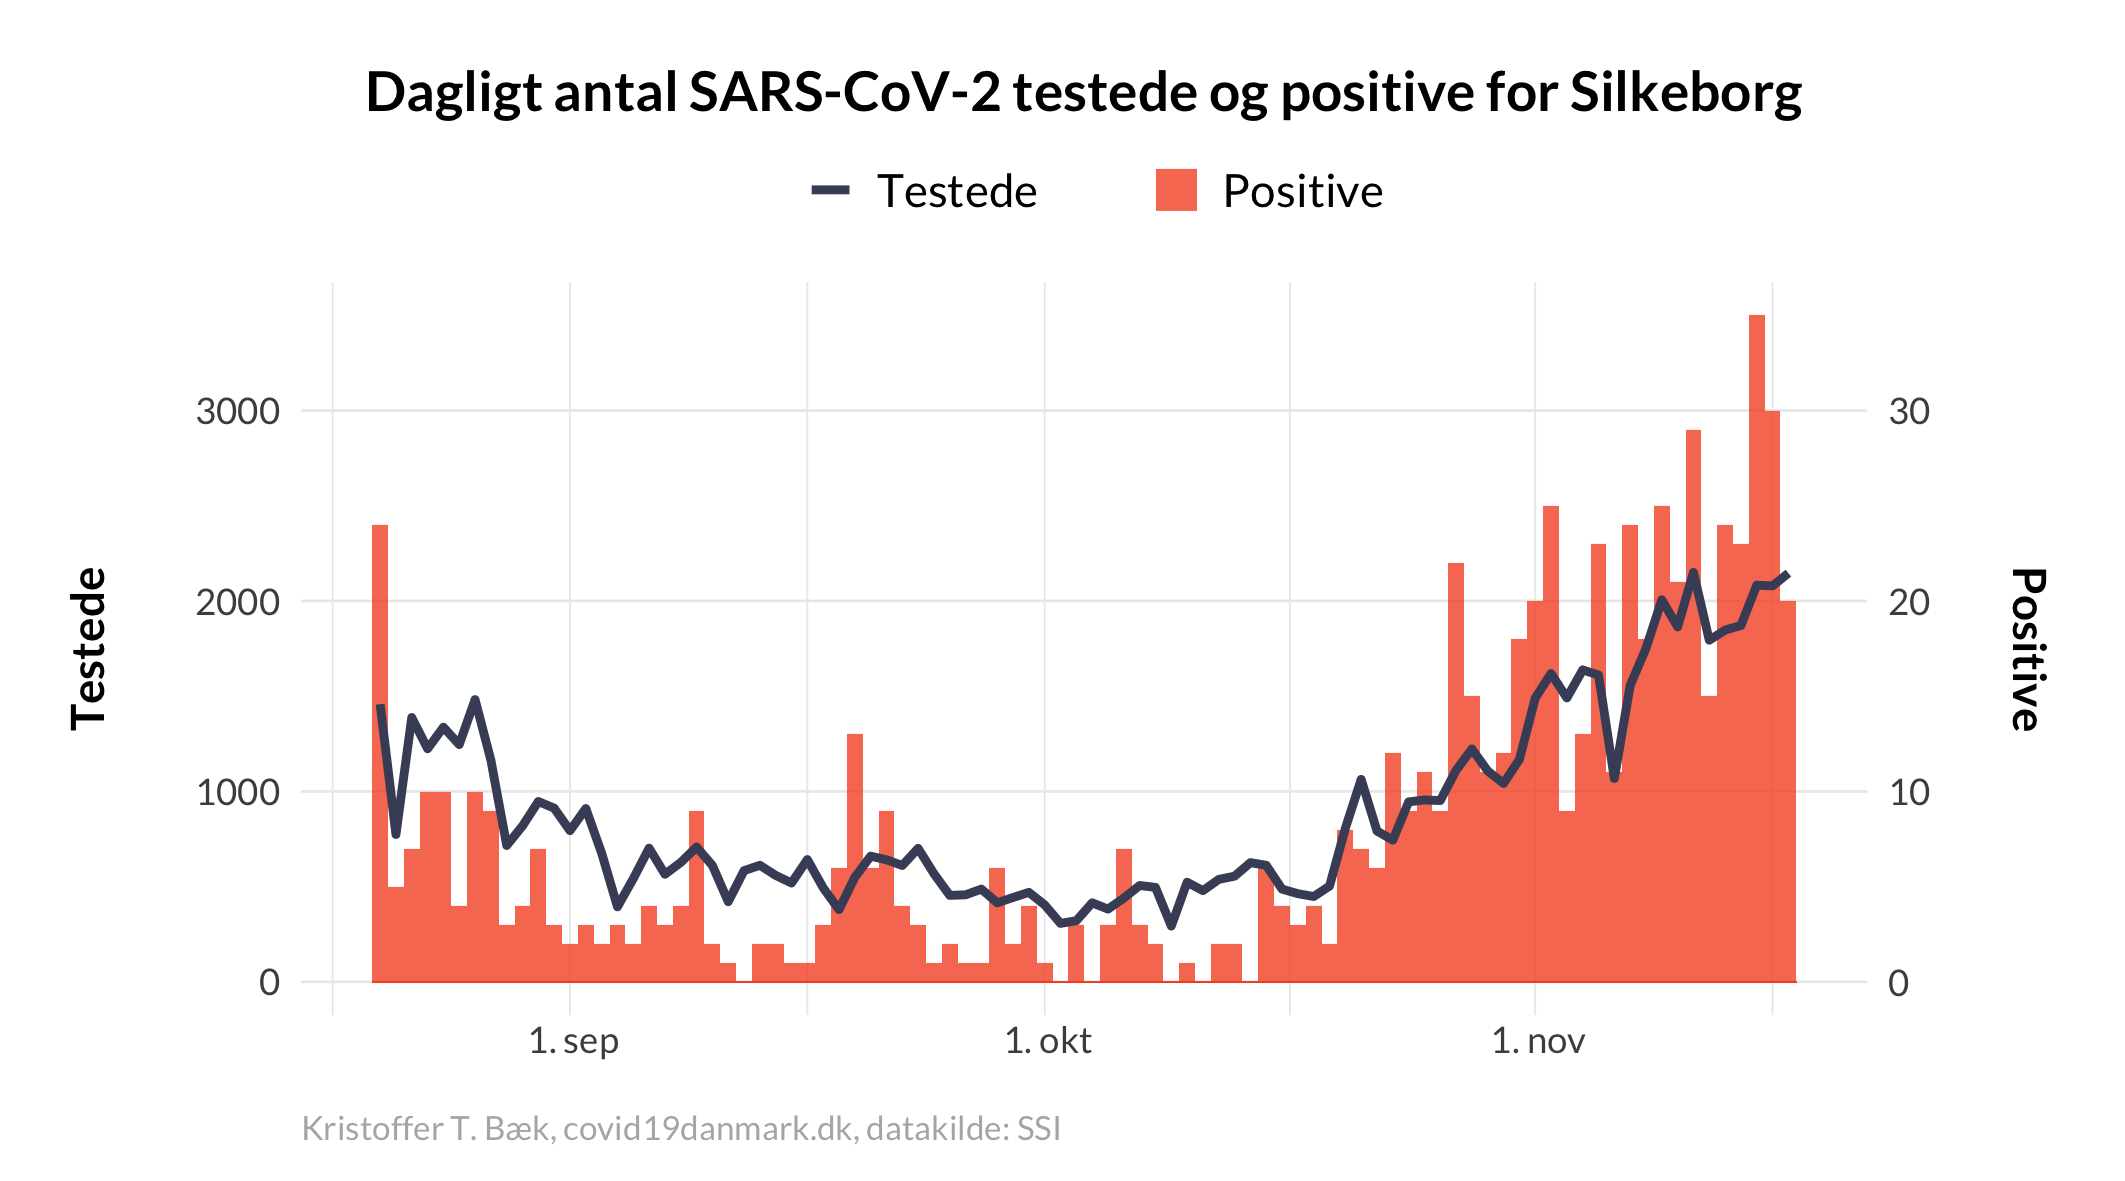 Dagligt antal SARS-CoV-2 testede og positive for Silkeborg
Testede
Positive
3000
2000
1000
0
Testede
30
20
10
0
Positive
1. sep
1. okt
1. nov
Kristoffer T. Bæk, covid19danmark.dk, datakilde: SSI